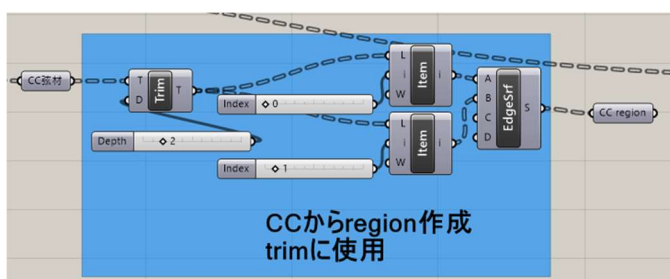 CC弦材
T
D
Trim
T
Depth
2
Index
0
L
i
W
Item
i
Index
1
L
i
W
Item
i
A
B
C
D
EdgeSrf
S
CC region
CCからregion作成
trimに使用